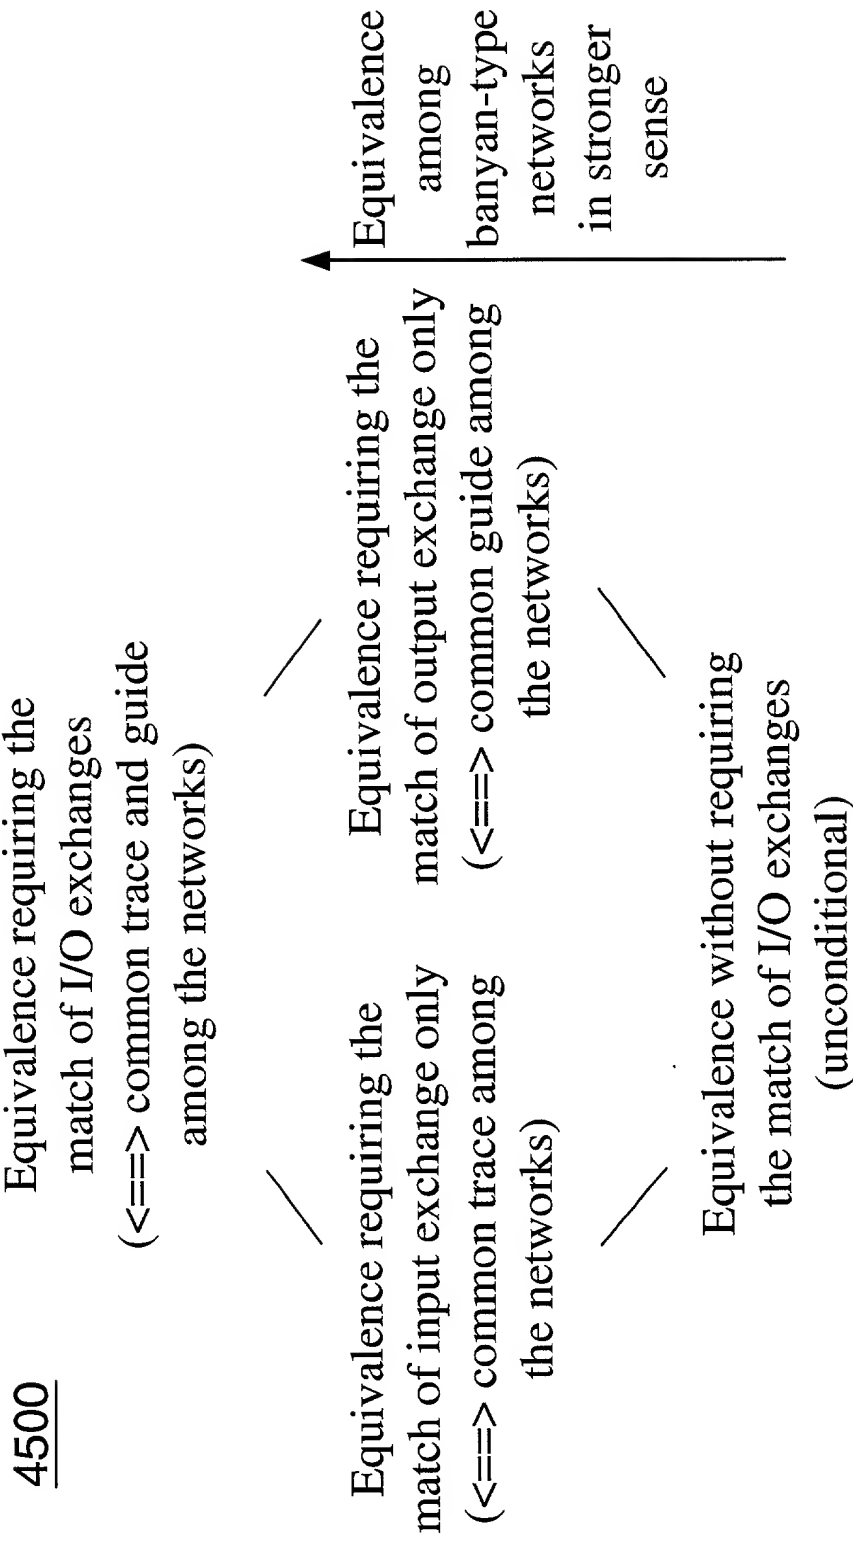 4500
Equivalence requiring the
match of I/O exchanges
(<==> common trace and guide
among the networks)
Equivalence requiring the
match of input exchange only
(<==> common trace among
the networks)
Equivalence requiring the
match of output exchange only
(<==> common guide among
the networks)
Equivalence
among
banyan-type
networks
in stronger
sense
Equivalence without requiring
the match of I/O exchanges
(unconditional)